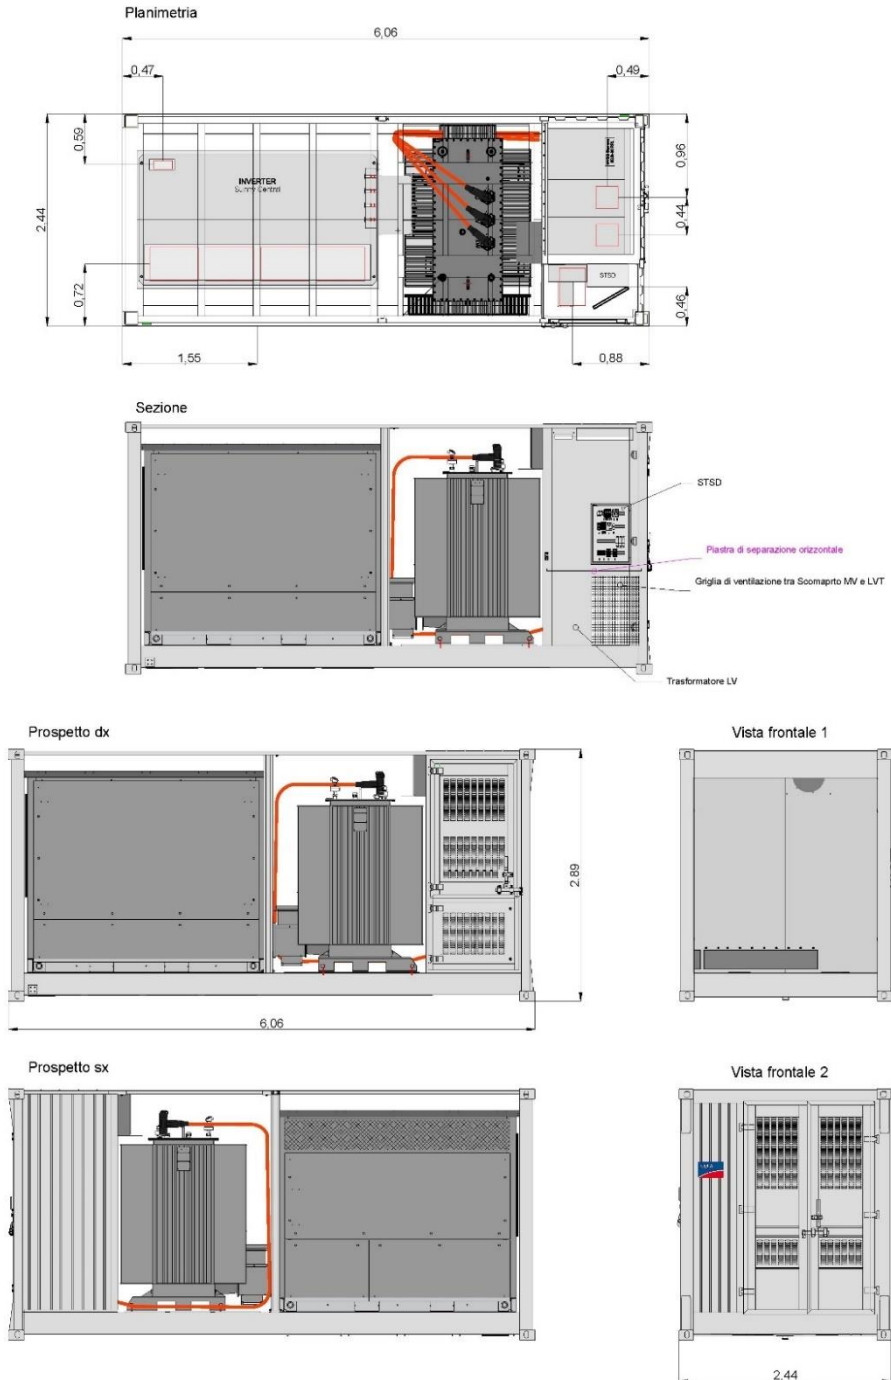 Planimetria
6,06
0,47
0,49
0,59
0,96
INVERTER
Sunny Central
2,44
0,44
0,72
STSD
0,46
1,55
0,88
Sezione
STSD
Piastra di separazione orizzontale
Griglia di ventilazione tra Scomaprto MV e LVT
Trasformatore LV
Prospetto dx
Vista frontale 1
2,89
6,06
Prospetto sx
Vista frontale 2
SMA
2,44